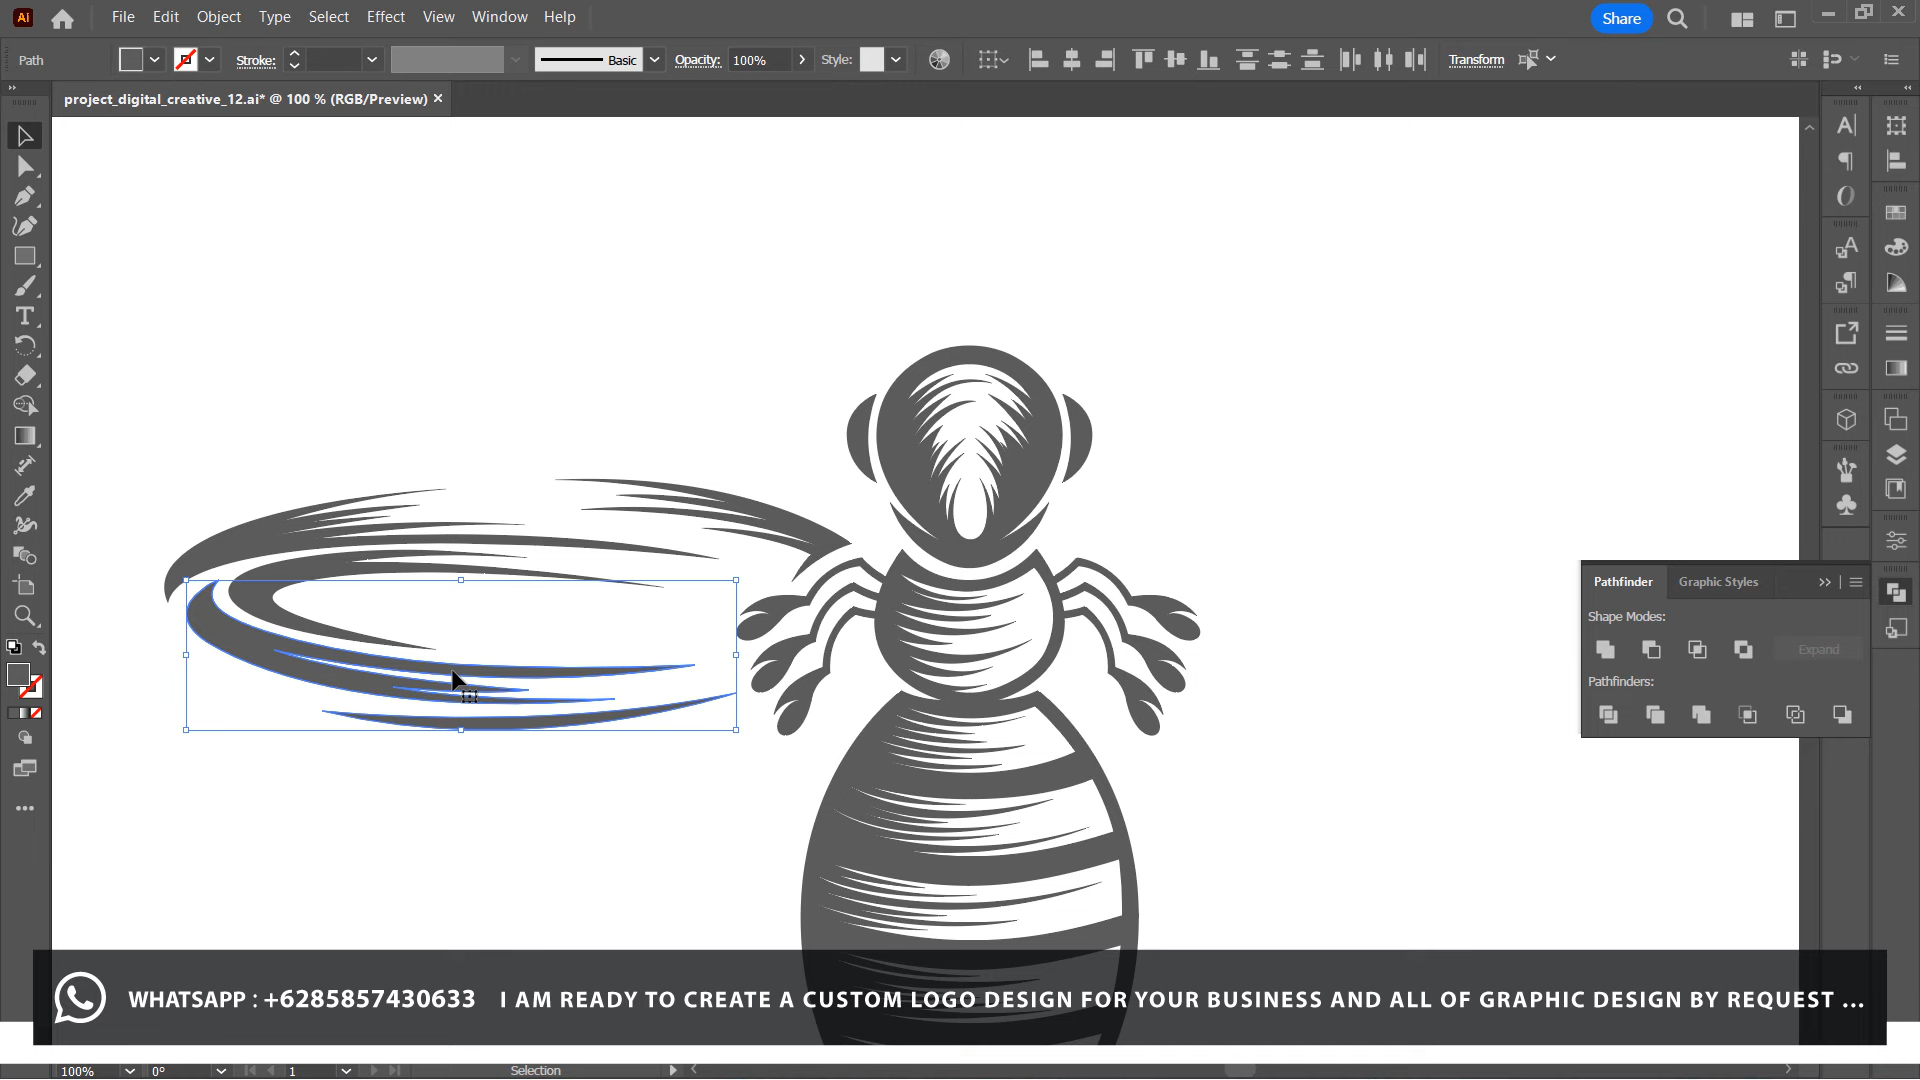 Ai File Edit Object Type Select Effect View Window Help Share
Path Stroke: Basic Opacity: 100% Style: Transform
project_digital_creative_12.ai* @ 100 % (RGB/Preview) ×
Pathfinder Graphic Styles
Shape Modes:
Expand
Pathfinders:
WHATSAPP : +6285857430633 I AM READY TO CREATE A CUSTOM LOGO DESIGN FOR YOUR BUSINESS AND ALL OF GRAPHIC DESIGN BY REQUEST ...
100% 0° 1 Selection